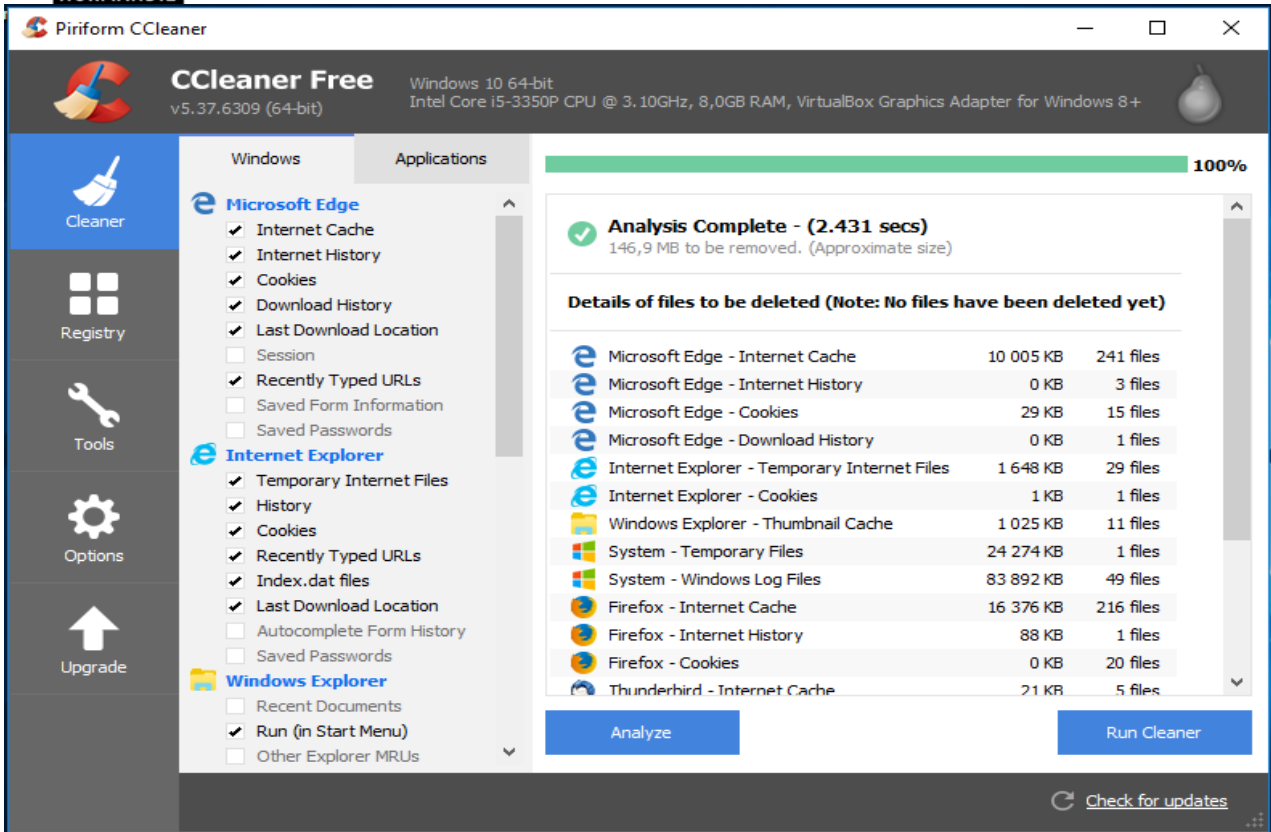 Piriform CCleaner
CCleaner Free
v5.37.6309 (64-bit)
Windows 10 64-bit
Intel Core i5-3350P CPU @ 3.10GHz, 8,0GB RAM, VirtualBox Graphics Adapter for Windows 8+
Cleaner
Registry
Tools
Options
Upgrade
Windows Applications
Microsoft Edge
Internet Cache
Internet History
Cookies
Download History
Last Download Location
Session
Recently Typed URLs
Saved Form Information
Saved Passwords
Internet Explorer
Temporary Internet Files
History
Cookies
Recently Typed URLs
Index.dat files
Last Download Location
Autocomplete Form History
Saved Passwords
Windows Explorer
Recent Documents
Run (in Start Menu)
Other Explorer MRUs
100%
Analysis Complete - (2.431 secs)
146,9 MB to be removed. (Approximate size)
Details of files to be deleted (Note: No files have been deleted yet)
Microsoft Edge - Internet Cache 10 005 KB 241 files
Microsoft Edge - Internet History 0 KB 3 files
Microsoft Edge - Cookies 29 KB 15 files
Microsoft Edge - Download History 0 KB 1 files
Internet Explorer - Temporary Internet Files 1 648 KB 29 files
Internet Explorer - Cookies 1 KB 1 files
Windows Explorer - Thumbnail Cache 1 025 KB 11 files
System - Temporary Files 24 274 KB 1 files
System - Windows Log Files 83 892 KB 49 files
Firefox - Internet Cache 16 376 KB 216 files
Firefox - Internet History 88 KB 1 files
Firefox - Cookies 0 KB 20 files
Thunderbird - Internet Cache 21 KB 5 files
Analyze
Run Cleaner
Check for updates